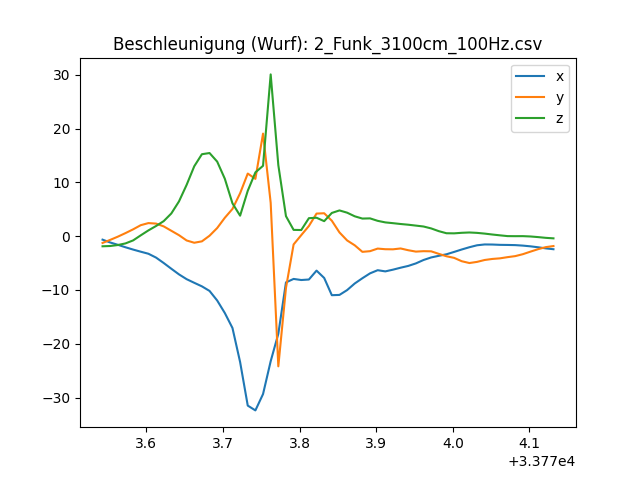 Beschleunigung (Wurf): 2_Funk_3100cm_100Hz.csv
x
y
z
30
20
10
0
−10
−20
−30
3.6 3.7 3.8 3.9 4.0 4.1
+3.377e4